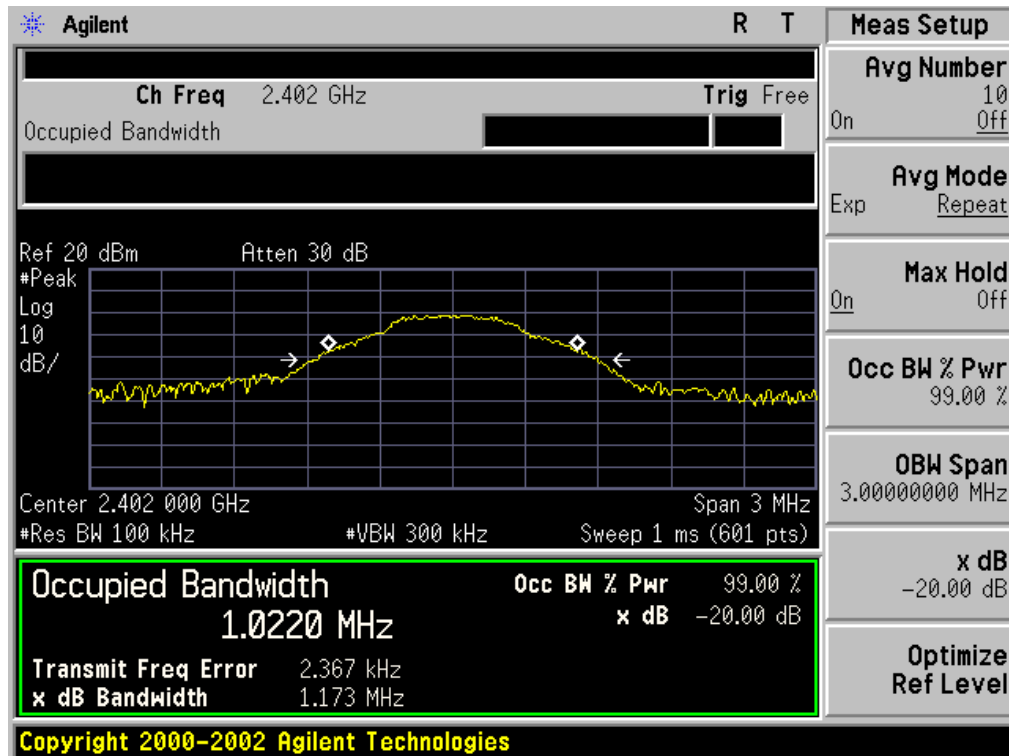 Agilent R T
Ch Freq 2.402 GHz Trig Free
Occupied Bandwidth
Ref 20 dBm Atten 30 dB
#Peak
Log
10
dB/
Center 2.402 000 GHz Span 3 MHz
#Res BW 100 kHz #VBW 300 kHz Sweep 1 ms (601 pts)
Occupied Bandwidth Occ BW % Pwr 99.00 %
1.0220 MHz x dB -20.00 dB
Transmit Freq Error 2.367 kHz
x dB Bandwidth 1.173 MHz
Copyright 2000-2002 Agilent Technologies
Meas Setup
Avg Number
10
On Off
Avg Mode
Exp Repeat
Max Hold
On Off
Occ BW % Pwr
99.00 %
OBW Span
3.00000000 MHz
x dB
-20.00 dB
Optimize
Ref Level